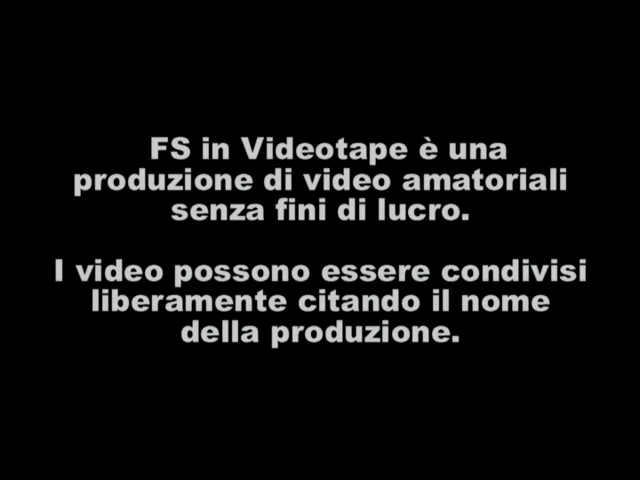 FS in Videotape è una
produzione di video amatoriali
senza fini di lucro.
I video possono essere condivisi
liberamente citando il nome
della produzione.